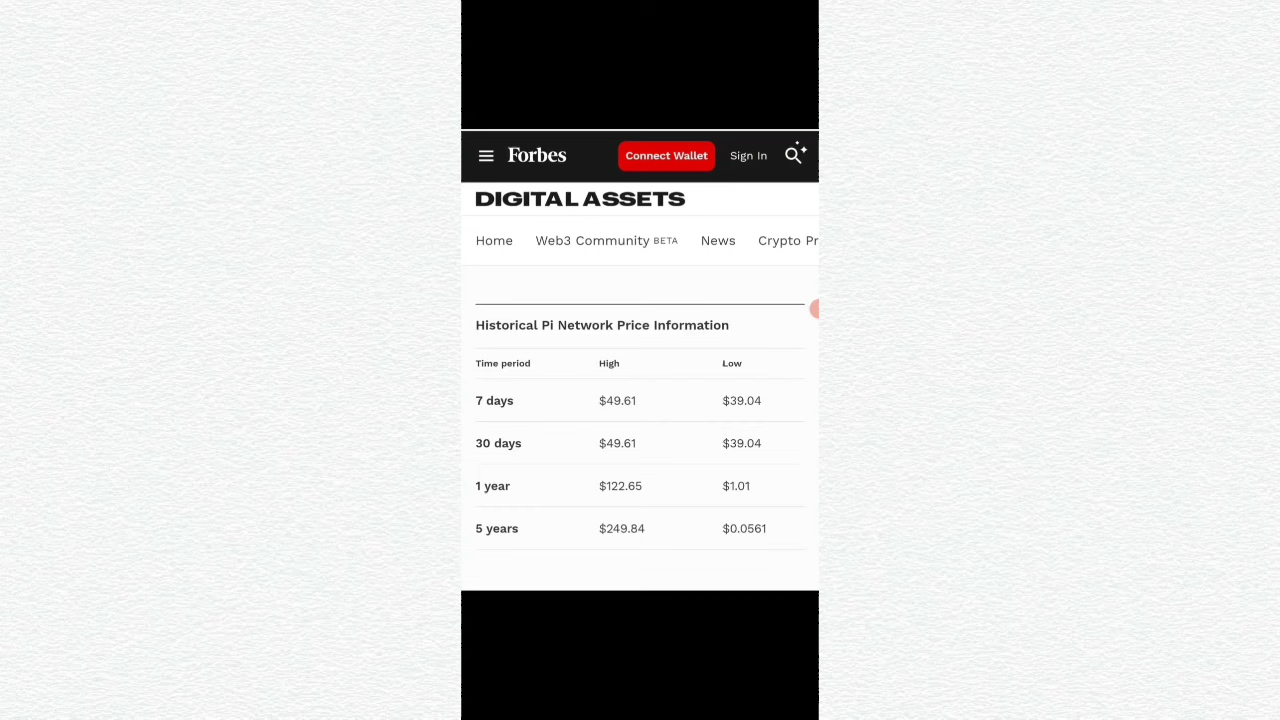 Forbes Connect Wallet Sign In
DIGITAL ASSETS
Home Web3 Community BETA News Crypto Pr
Historical Pi Network Price Information
Time period High Low
7 days $49.61 $39.04
30 days $49.61 $39.04
1 year $122.65 $1.01
5 years $249.84 $0.0561